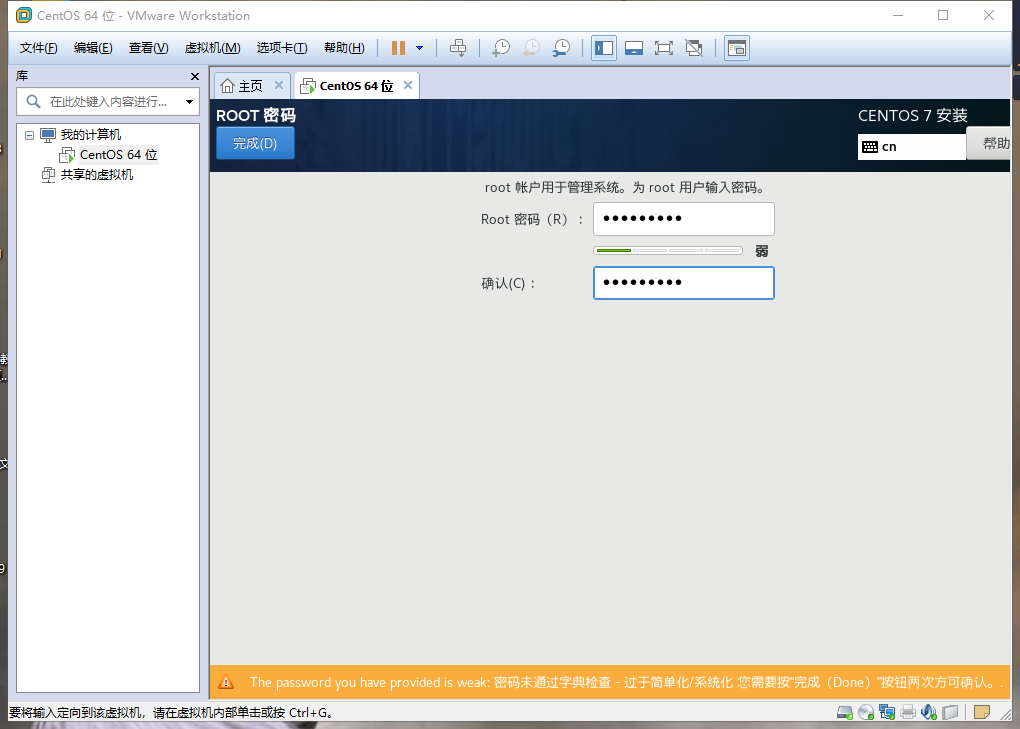 CentOS 64 位 - VMware Workstation
文件(F) 编辑(E) 查看(V) 虚拟机(M) 选项卡(T) 帮助(H)
库
在此处键入内容进行...
我的计算机
CentOS 64 位
共享的虚拟机
主页 CentOS 64 位
ROOT 密码
完成(D)
CENTOS 7 安装
cn
帮助
root 帐户用于管理系统。为 root 用户输入密码。
Root 密码（R）：
弱
确认(C)：
The password you have provided is weak: 密码未通过字典检查 - 过于简单化/系统化 您需要按"完成（Done）"按钮两次方可确认。.
要将输入定向到该虚拟机，请在虚拟机内部单击或按 Ctrl+G。